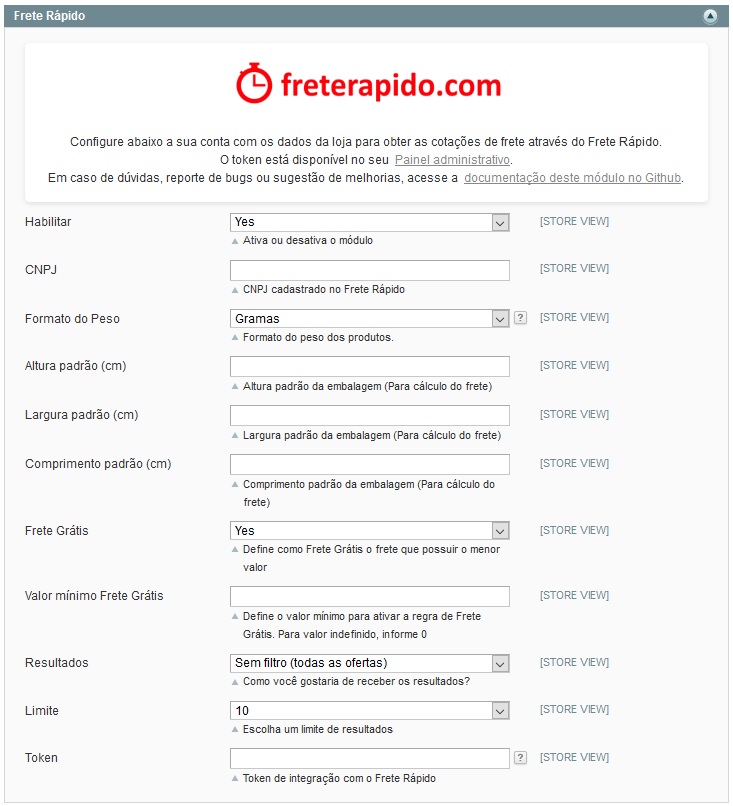 Frete Rápido
freterapido.com
Configure abaixo a sua conta com os dados da loja para obter as cotações de frete através do Frete Rápido.
O token está disponível no seu Painel administrativo.
Em caso de dúvidas, reporte de bugs ou sugestão de melhorias, acesse a documentação deste módulo no Github.
Habilitar Yes [STORE VIEW]
Ativa ou desativa o módulo
CNPJ [STORE VIEW]
CNPJ cadastrado no Frete Rápido
Formato do Peso Gramas ? [STORE VIEW]
Formato do peso dos produtos.
Altura padrão (cm) [STORE VIEW]
Altura padrão da embalagem (Para cálculo do frete)
Largura padrão (cm) [STORE VIEW]
Largura padrão da embalagem (Para cálculo do frete)
Comprimento padrão (cm) [STORE VIEW]
Comprimento padrão da embalagem (Para cálculo do
frete)
Frete Grátis Yes [STORE VIEW]
Define como Frete Grátis o frete que possuir o menor
valor
Valor mínimo Frete Grátis [STORE VIEW]
Define o valor mínimo para ativar a regra de Frete
Grátis. Para valor indefinido, informe 0
Resultados Sem filtro (todas as ofertas) [STORE VIEW]
Como você gostaria de receber os resultados?
Limite 10 [STORE VIEW]
Escolha um limite de resultados
Token ? [STORE VIEW]
Token de integração com o Frete Rápido